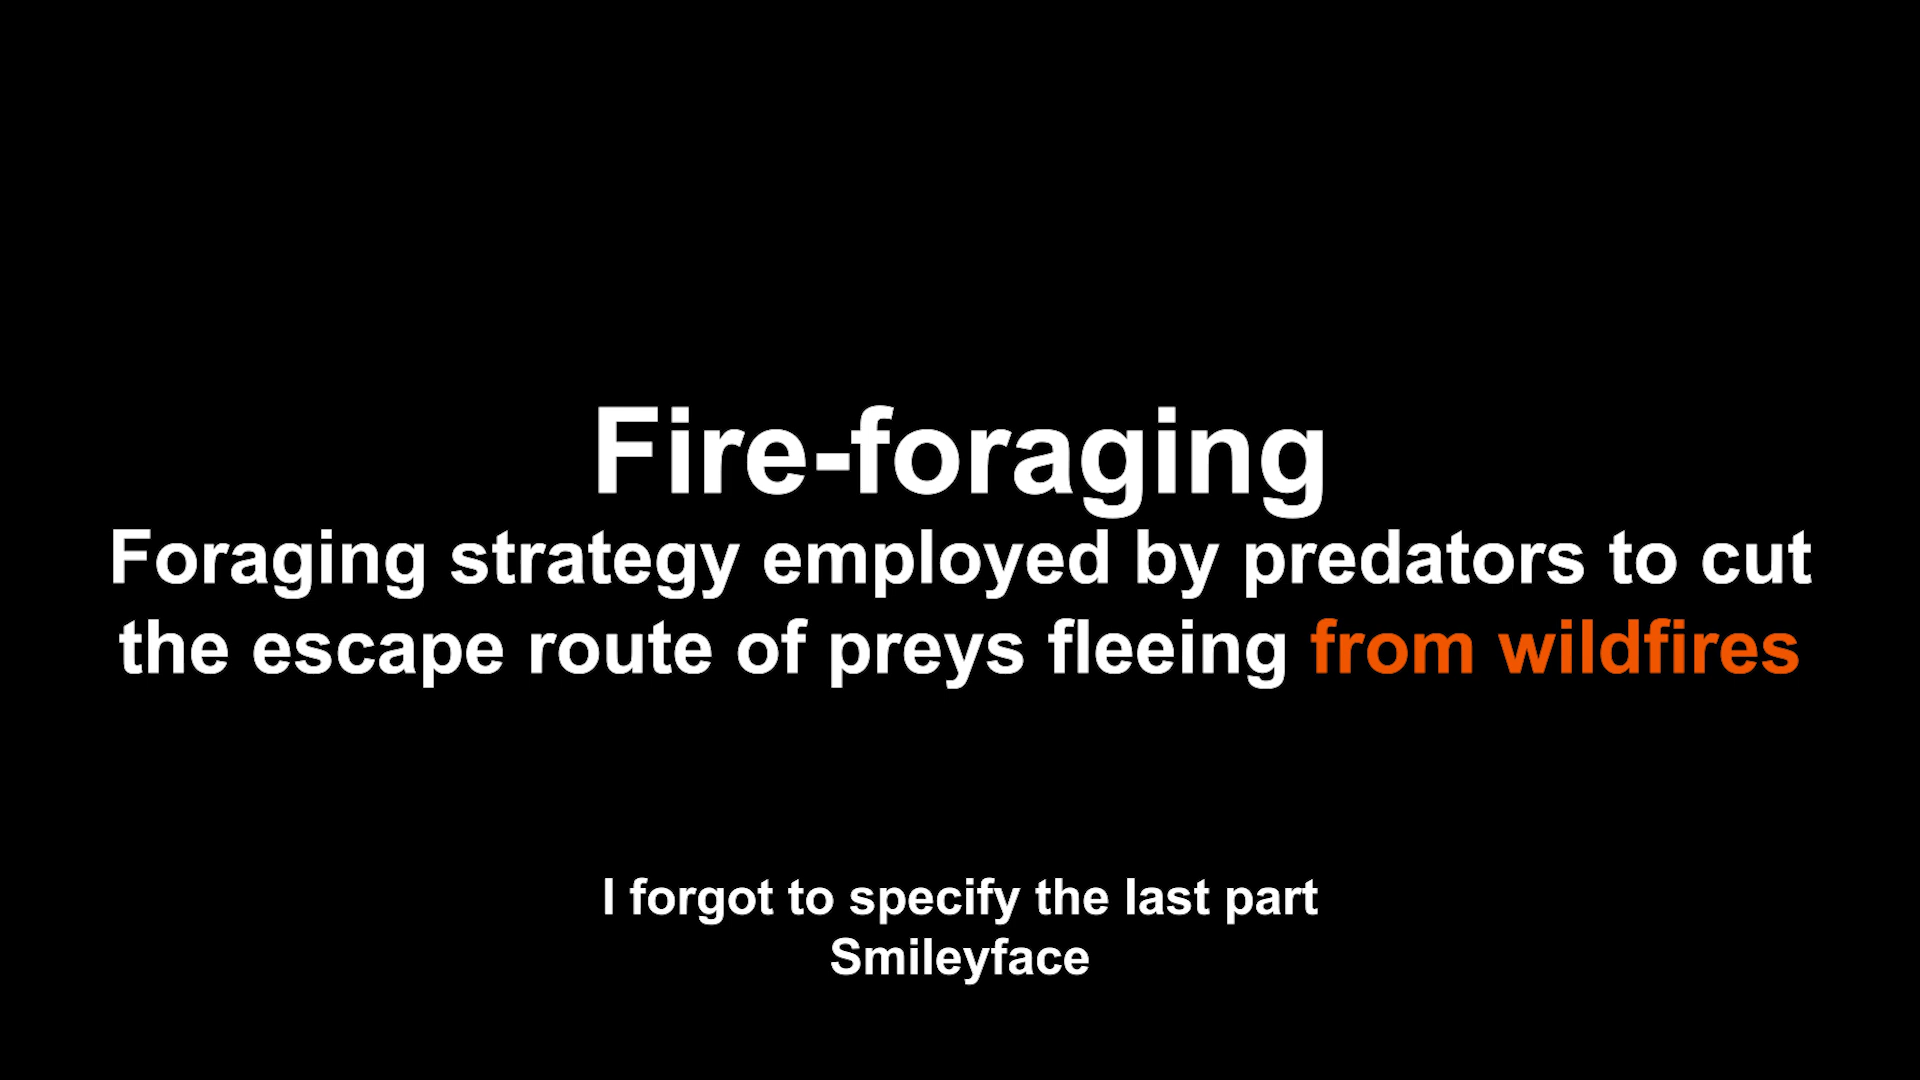 Fire-foraging
Foraging strategy employed by predators to cut
the escape route of preys fleeing from wildfires
I forgot to specify the last part
Smileyface